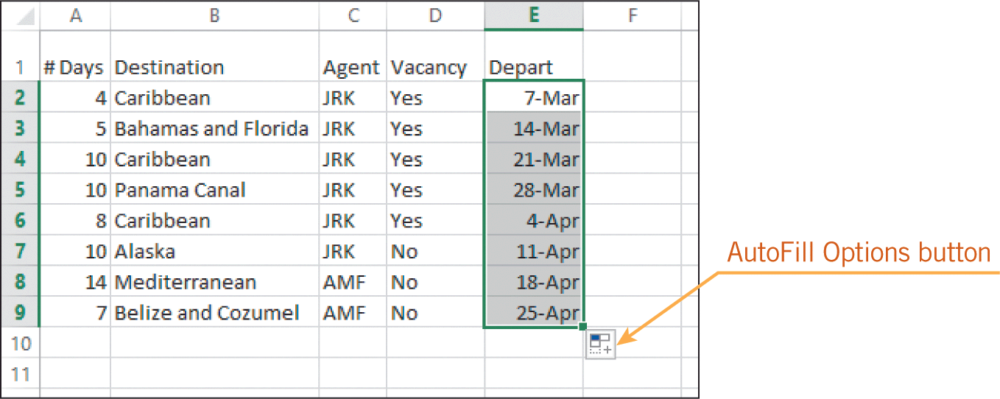 A B C D E F
1 # Days Destination Agent Vacancy Depart
2 4 Caribbean JRK Yes 7-Mar
3 5 Bahamas and Florida JRK Yes 14-Mar
4 10 Caribbean JRK Yes 21-Mar
5 10 Panama Canal JRK Yes 28-Mar
6 8 Caribbean JRK Yes 4-Apr
7 10 Alaska JRK No 11-Apr
8 14 Mediterranean AMF No 18-Apr
9 7 Belize and Cozumel AMF No 25-Apr
10
11
AutoFill Options button